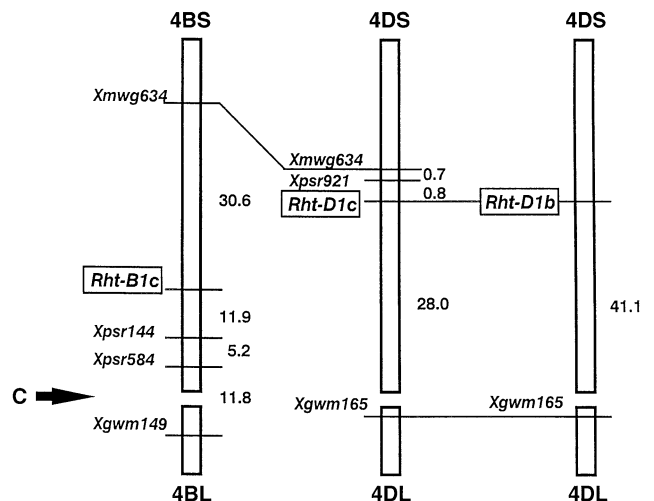 4BS 4DS 4DS
Xmwg634
Xmwg634
0.7
Xpsr921
0.8
30.6
Rht-D1c
Rht-D1b
Rht-B1c
28.0
41.1
11.9
Xpsr144
5.2
Xpsr584
C
11.8
Xgwm165 Xgwm165
Xgwm149
4BL 4DL 4DL